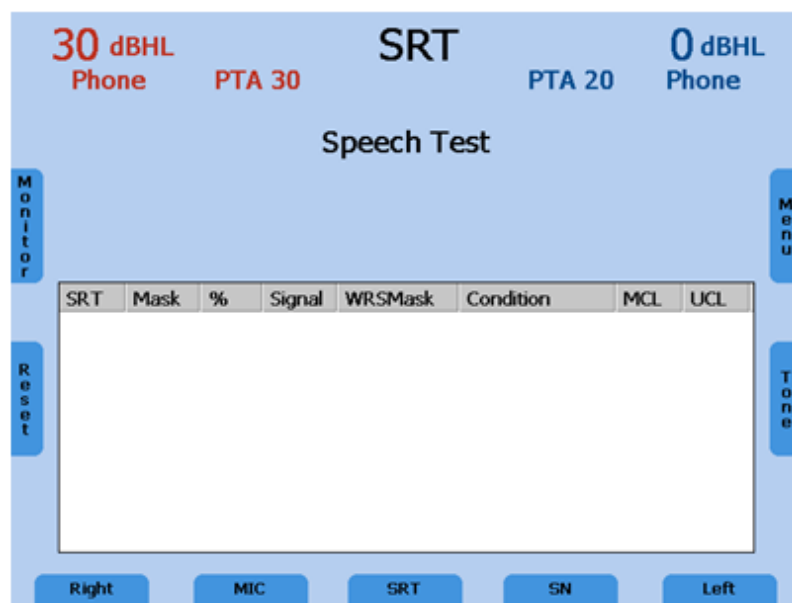 30 dBHL SRT 0 dBHL
Phone PTA 30 PTA 20 Phone
Speech Test
Monitor
Menu
SRT Mask % Signal WRSMask Condition MCL UCL
Reset
Tone
Right MIC SRT SN Left